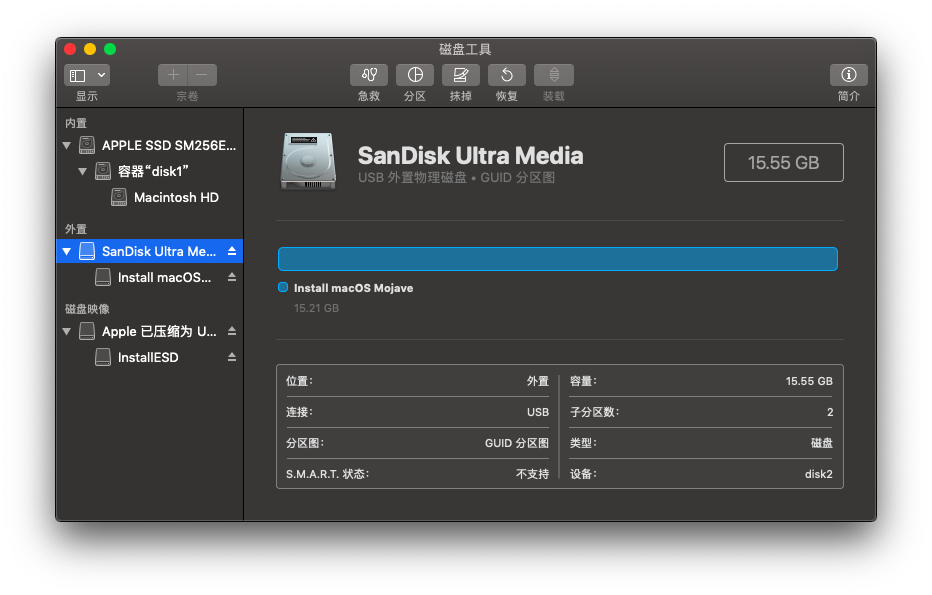 磁盘工具
显示
宗卷
急救
分区
抹掉
恢复
装载
简介
内置
APPLE SSD SM256E...
容器“disk1”
Macintosh HD
外置
SanDisk Ultra Me...
Install macOS...
磁盘映像
Apple 已压缩为 U...
InstallESD
SanDisk Ultra Media
USB 外置物理磁盘 • GUID 分区图
15.55 GB
Install macOS Mojave
15.21 GB
位置： 外置
容量： 15.55 GB
连接： USB
子分区数： 2
分区图： GUID 分区图
类型： 磁盘
S.M.A.R.T. 状态： 不支持
设备： disk2